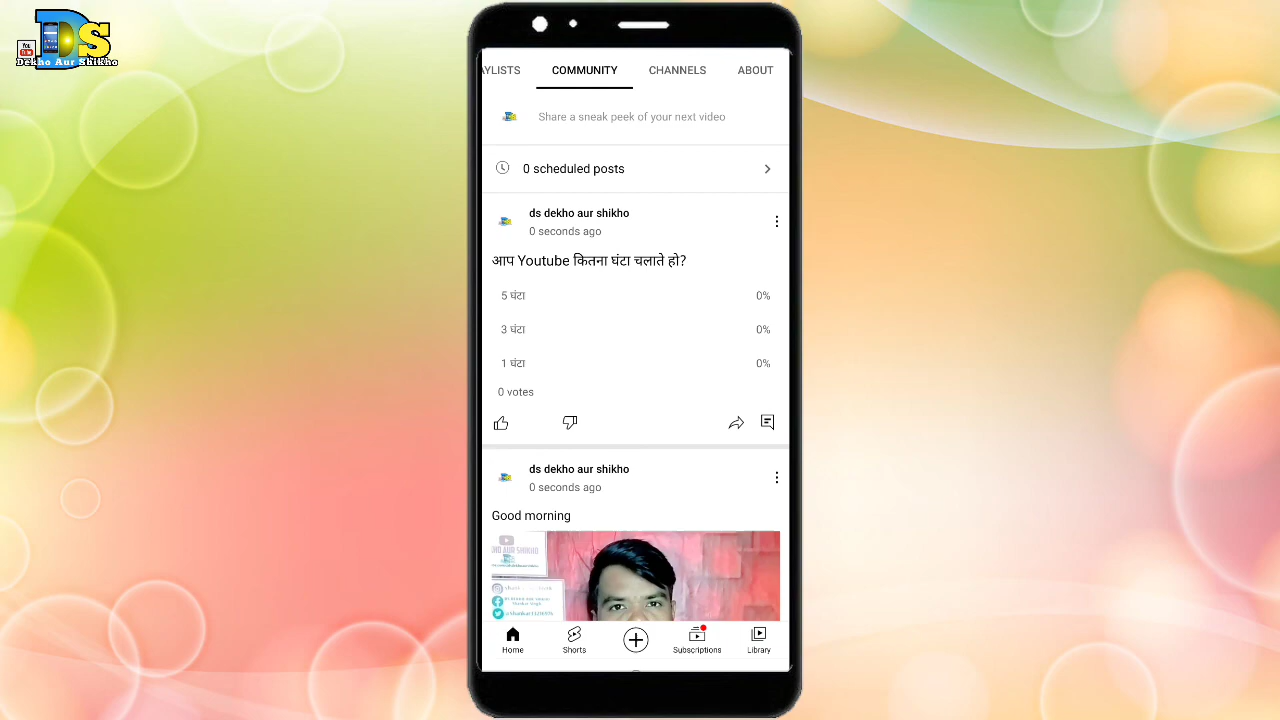 DS
You
Dekho Aur Shikho
AYLISTS COMMUNITY CHANNELS ABOUT
Share a sneak peek of your next video
0 scheduled posts
ds dekho aur shikho
0 seconds ago
आप Youtube कितना घंटा चलाते हो?
5 घंटा 0%
3 घंटा 0%
1 घंटा 0%
0 votes
ds dekho aur shikho
0 seconds ago
Good morning
Home Shorts Subscriptions Library